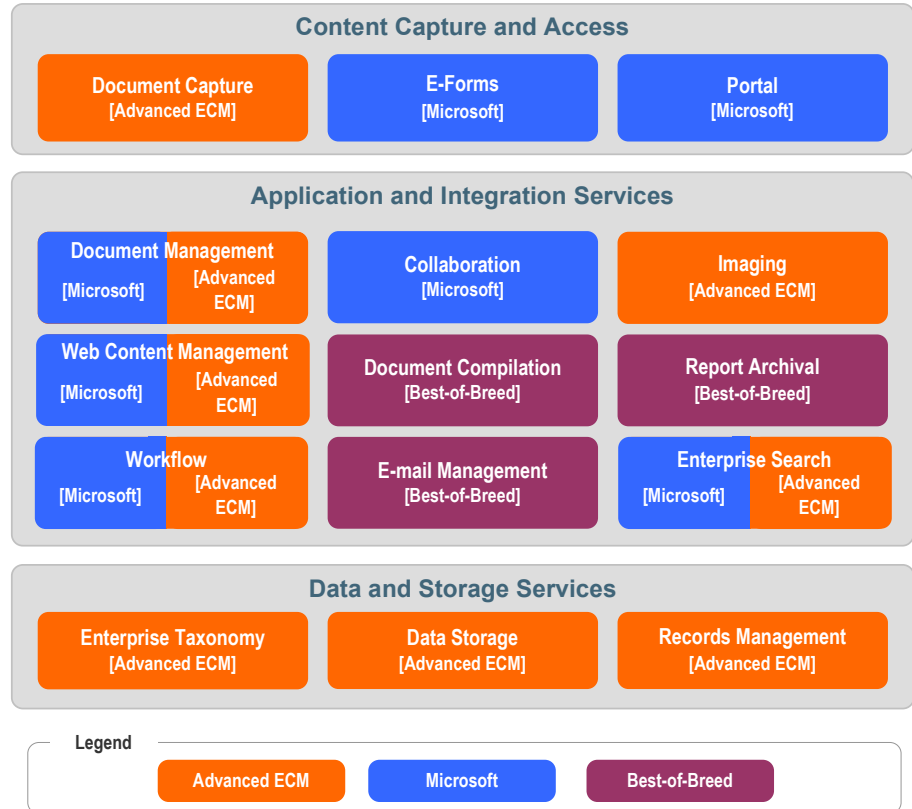 Content Capture and Access
Document Capture
[Advanced ECM]
E-Forms
[Microsoft]
Portal
[Microsoft]
Application and Integration Services
Document Management
[Microsoft]
[Advanced
ECM]
Collaboration
[Microsoft]
Imaging
[Advanced ECM]
Web Content Management
[Microsoft]
[Advanced
ECM]
Document Compilation
[Best-of-Breed]
Report Archival
[Best-of-Breed]
Workflow
[Microsoft]
[Advanced
ECM]
E-mail Management
[Best-of-Breed]
Enterprise Search
[Microsoft]
[Advanced
ECM]
Data and Storage Services
Enterprise Taxonomy
[Advanced ECM]
Data Storage
[Advanced ECM]
Records Management
[Advanced ECM]
Legend
Advanced ECM
Microsoft
Best-of-Breed